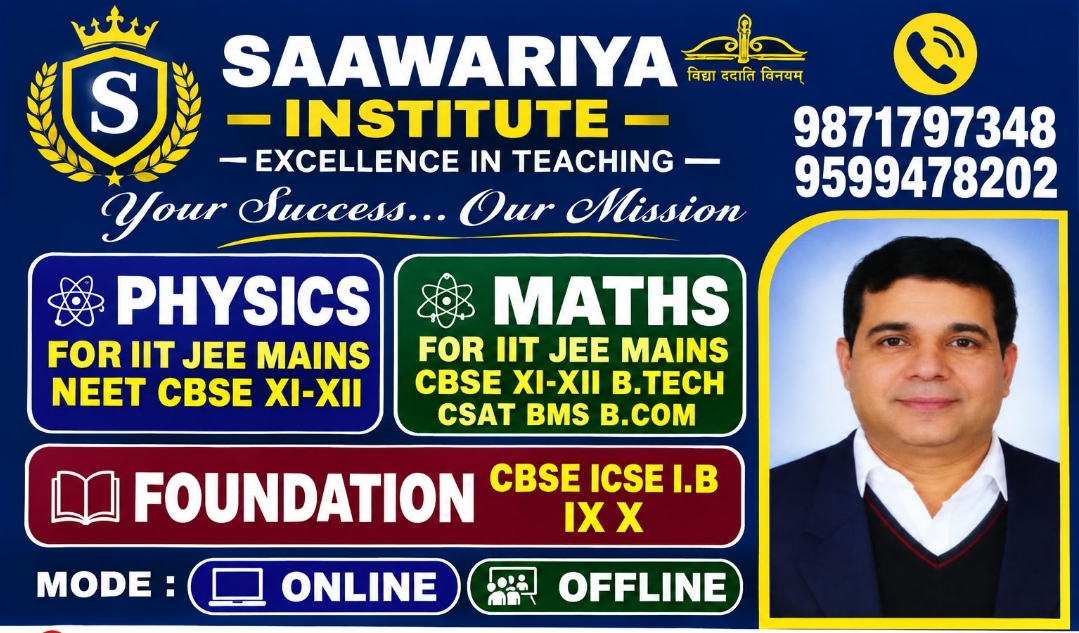 S
SAAWARIYA
INSTITUTE
EXCELLENCE IN TEACHING
Your Success... Our Mission
विद्या ददाति विनयम्
9871797348
9599478202
PHYSICS
FOR IIT JEE MAINS
NEET CBSE XI-XII
MATHS
FOR IIT JEE MAINS
CBSE XI-XII B.TECH
CSAT BMS B.COM
FOUNDATION
CBSE ICSE I.B
IX X
MODE :
ONLINE
OFFLINE